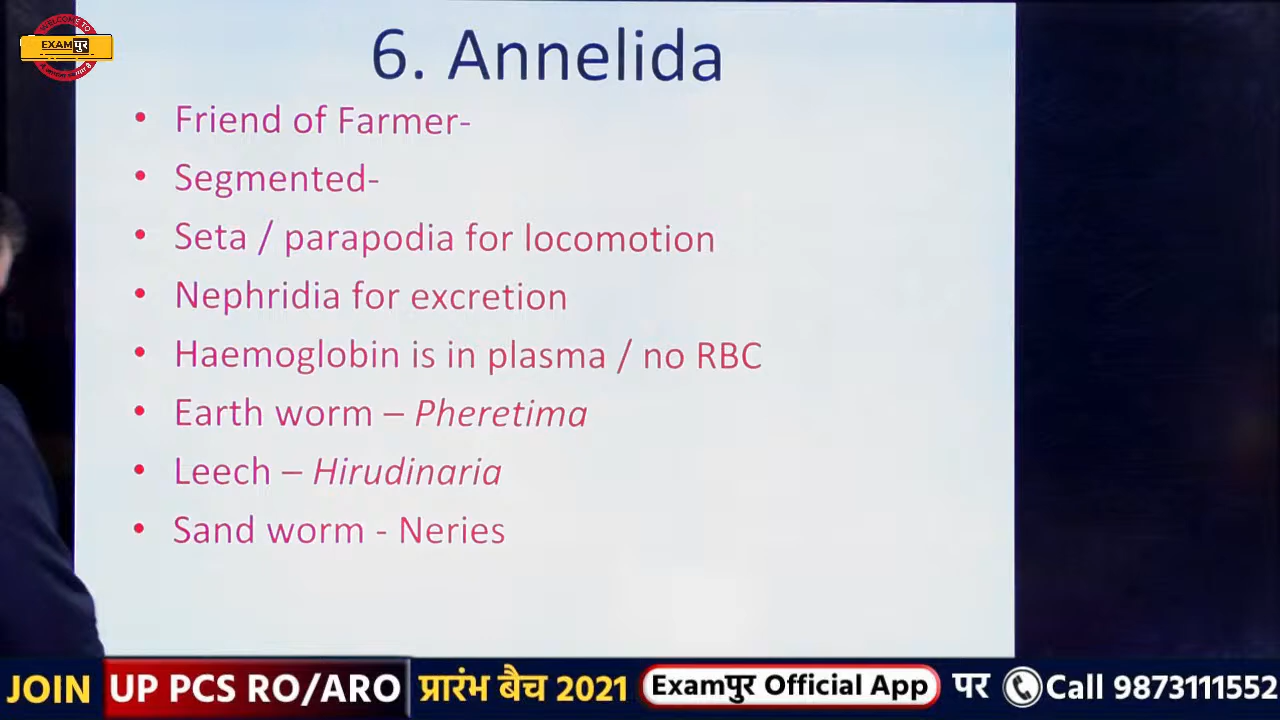 WELCOME TO
EXAMपुर
6. Annelida
• Friend of Farmer-
• Segmented-
• Seta / parapodia for locomotion
• Nephridia for excretion
• Haemoglobin is in plasma / no RBC
• Earth worm – Pheretima
• Leech – Hirudinaria
• Sand worm - Neries
JOIN UP PCS RO/ARO प्रारंभ बैच 2021 Examपुर Official App पर Call 9873111552